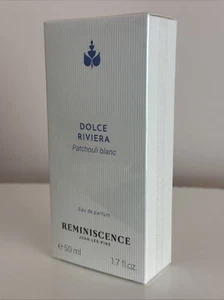 DOLCE
RIVIERA
Patchouli blanc
Eau de parfum
REMINISCENCE
JUAN-LES-PINS
e 50 ml 1.7 fl oz.